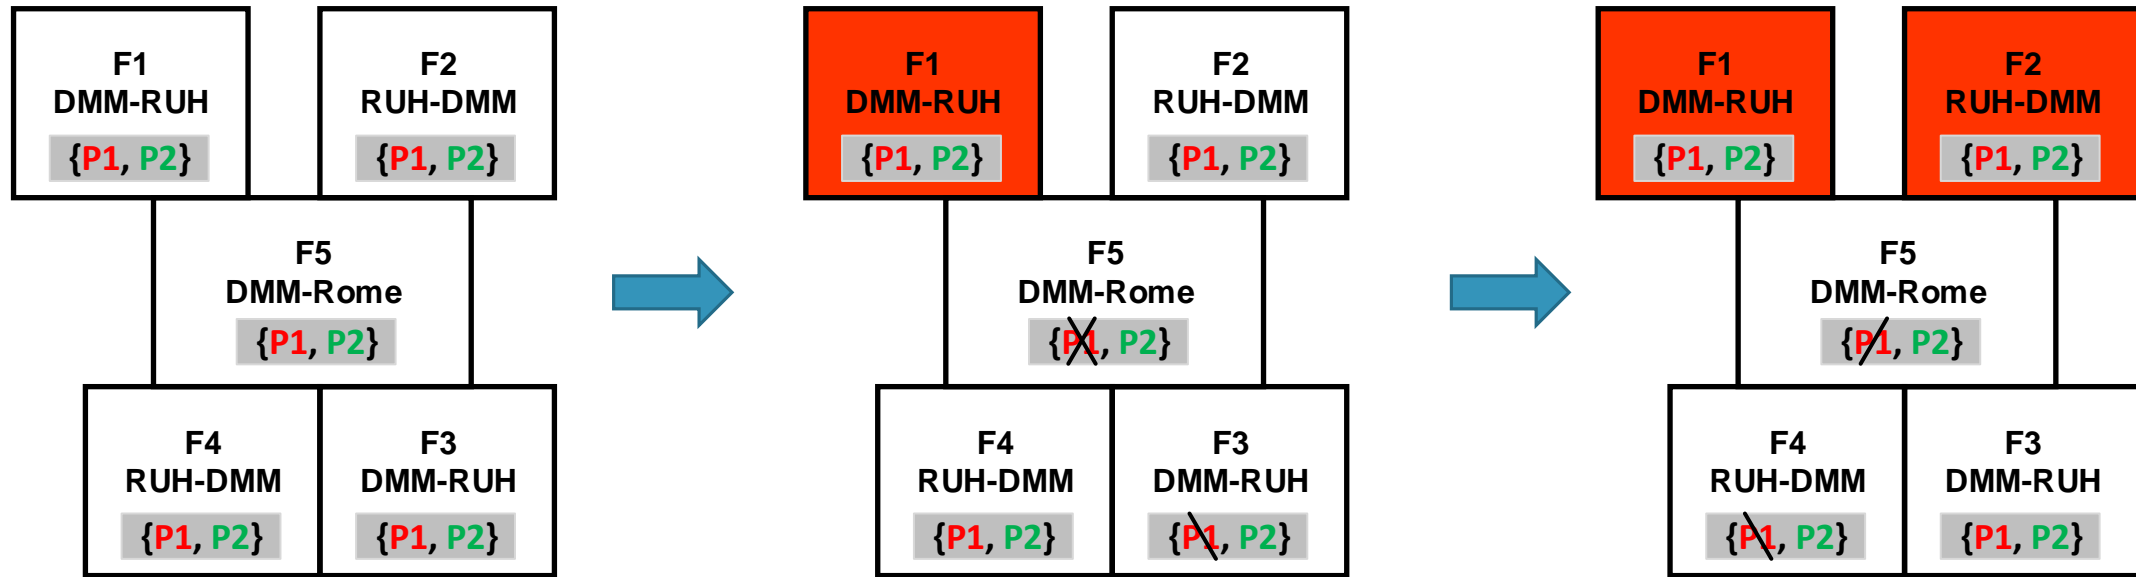 F1
DMM-RUH
{P1, P2}
F2
RUH-DMM
{P1, P2}
F5
DMM-Rome
{P1, P2}
F4
RUH-DMM
{P1, P2}
F3
DMM-RUH
{P1, P2}
F1
DMM-RUH
{P1, P2}
F2
RUH-DMM
{P1, P2}
F5
DMM-Rome
{P1, P2}
F4
RUH-DMM
{P1, P2}
F3
DMM-RUH
{P1, P2}
F1
DMM-RUH
{P1, P2}
F2
RUH-DMM
{P1, P2}
F5
DMM-Rome
{P1, P2}
F4
RUH-DMM
{P1, P2}
F3
DMM-RUH
{P1, P2}